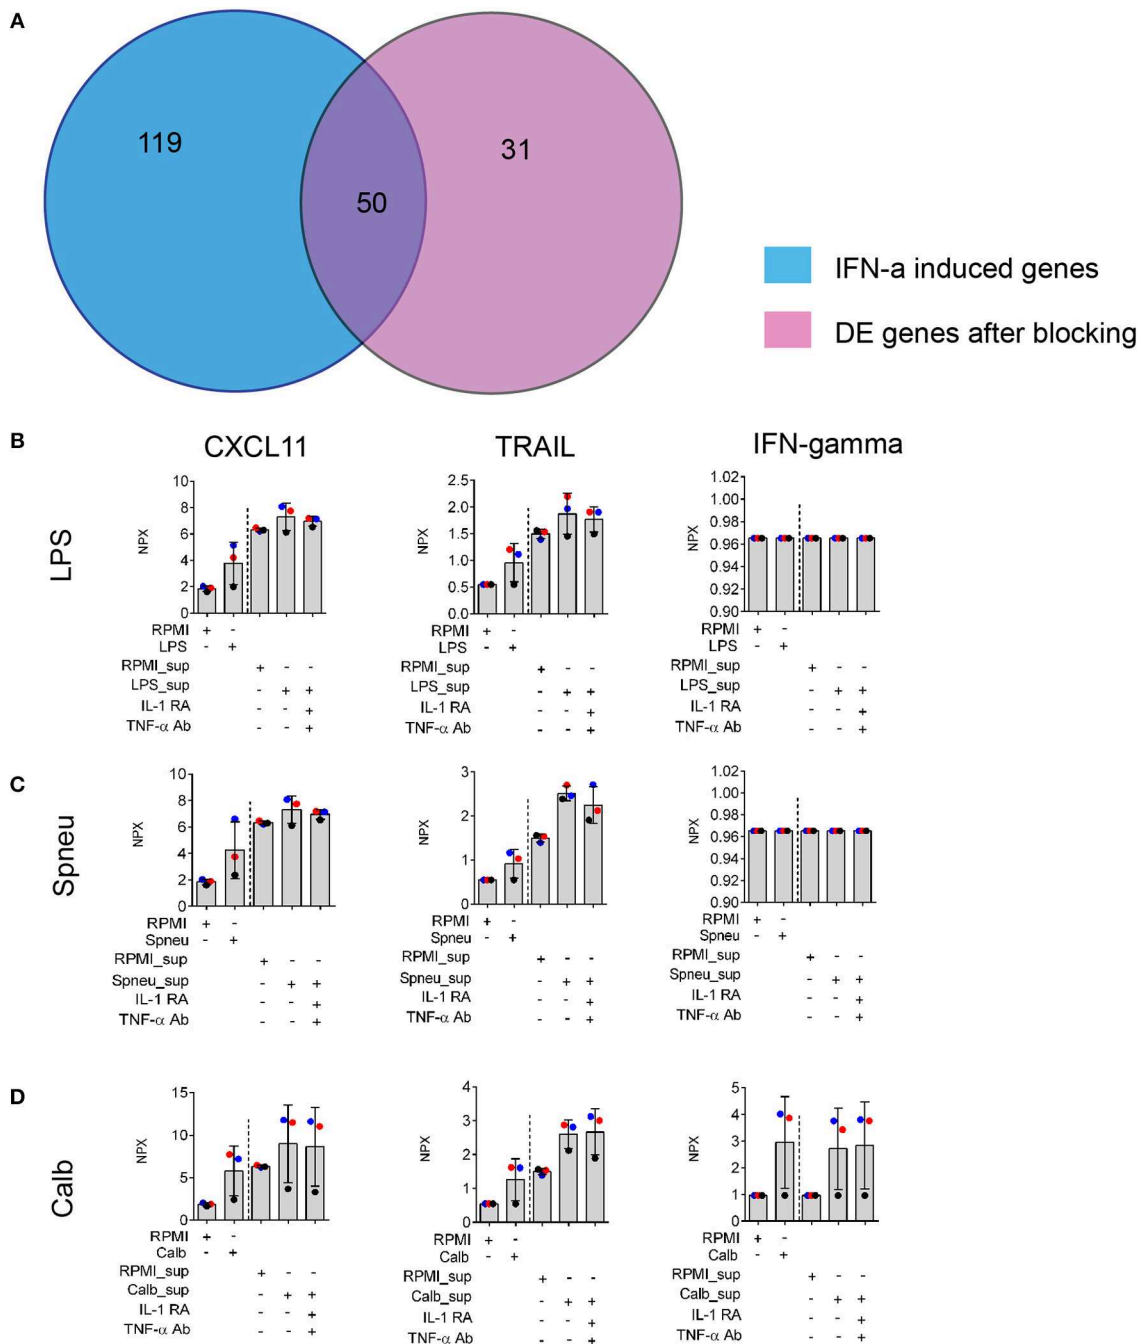 A
119
31
50
IFN-a induced genes
DE genes after blocking
B
CXCL11
TRAIL
IFN-gamma
LPS
NPX
10
8
6
4
2
0
RPMI + -
LPS - +
RPMI_sup + - -
LPS_sup - + +
IL-1 RA - - +
TNF-α Ab - - +
NPX
2.5
2.0
1.5
1.0
0.5
0.0
RPMI + -
LPS - +
RPMI_sup + - -
LPS_sup - + +
IL-1 RA - - +
TNF-α Ab - - +
NPX
1.02
1.00
0.98
0.96
0.94
0.92
0.90
RPMI + -
LPS - +
RPMI_sup + - -
LPS_sup - + +
IL-1 RA - - +
TNF-α Ab - - +
C
Spneu
NPX
10
8
6
4
2
0
RPMI + -
Spneu - +
RPMI_sup + - -
Spneu_sup - + +
IL-1 RA - - +
TNF-α Ab - - +
NPX
3
2
1
0
RPMI + -
Spneu - +
RPMI_sup + - -
Spneu_sup - + +
IL-1 RA - - +
TNF-α Ab - - +
NPX
1.02
1.00
0.98
0.96
0.94
0.92
0.90
RPMI + -
Spneu - +
RPMI_sup + - -
Spneu_sup - + +
IL-1 RA - - +
TNF-α Ab - - +
D
Calb
NPX
15
10
5
0
RPMI + -
Calb - +
RPMI_sup + - -
Calb_sup - + +
IL-1 RA - - +
TNF-α Ab - - +
NPX
4
3
2
1
0
RPMI + -
Calb - +
RPMI_sup + - -
Calb_sup - + +
IL-1 RA - - +
TNF-α Ab - - +
NPX
5
4
3
2
1
0
RPMI + -
Calb - +
RPMI_sup + - -
Calb_sup - + +
IL-1 RA - - +
TNF-α Ab - - +